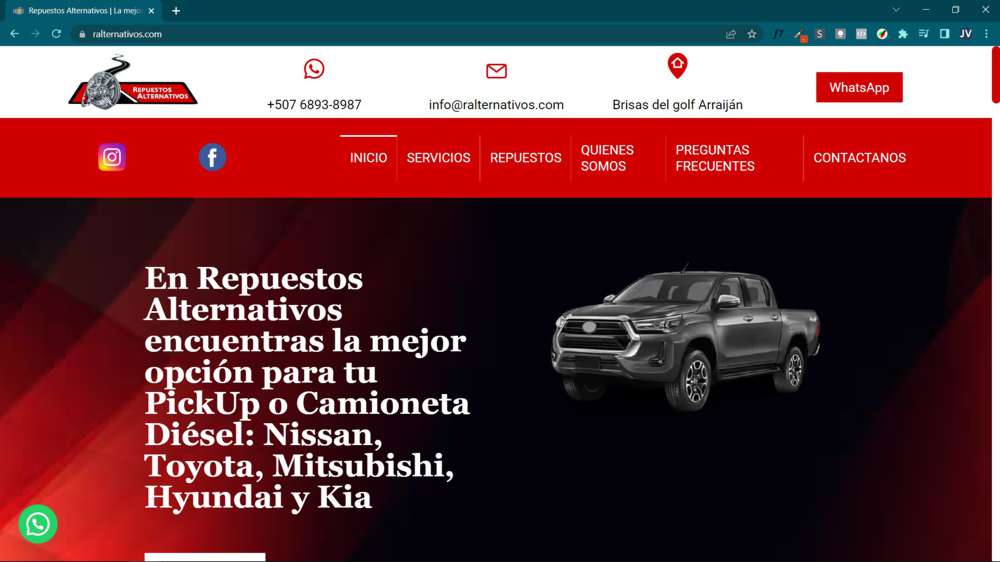 Repuestos Alternativos | La mejo
ralternativos.com
JV
REPUESTOS
ALTERNATIVOS
+507 6893-8987
info@ralternativos.com
Brisas del golf Arraiján
WhatsApp
INICIO
SERVICIOS
REPUESTOS
QUIENES
SOMOS
PREGUNTAS
FRECUENTES
CONTACTANOS
En Repuestos
Alternativos
encuentras la mejor
opción para tu
PickUp o Camioneta
Diésel: Nissan,
Toyota, Mitsubishi,
Hyundai y Kia